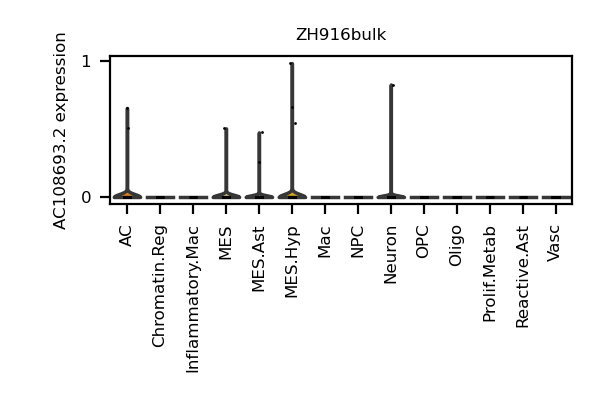 ZH916bulk
AC108693.2 expression
1
0
AC
Chromatin.Reg
Inflammatory.Mac
MES
MES.Ast
MES.Hyp
Mac
NPC
Neuron
OPC
Oligo
Prolif.Metab
Reactive.Ast
Vasc